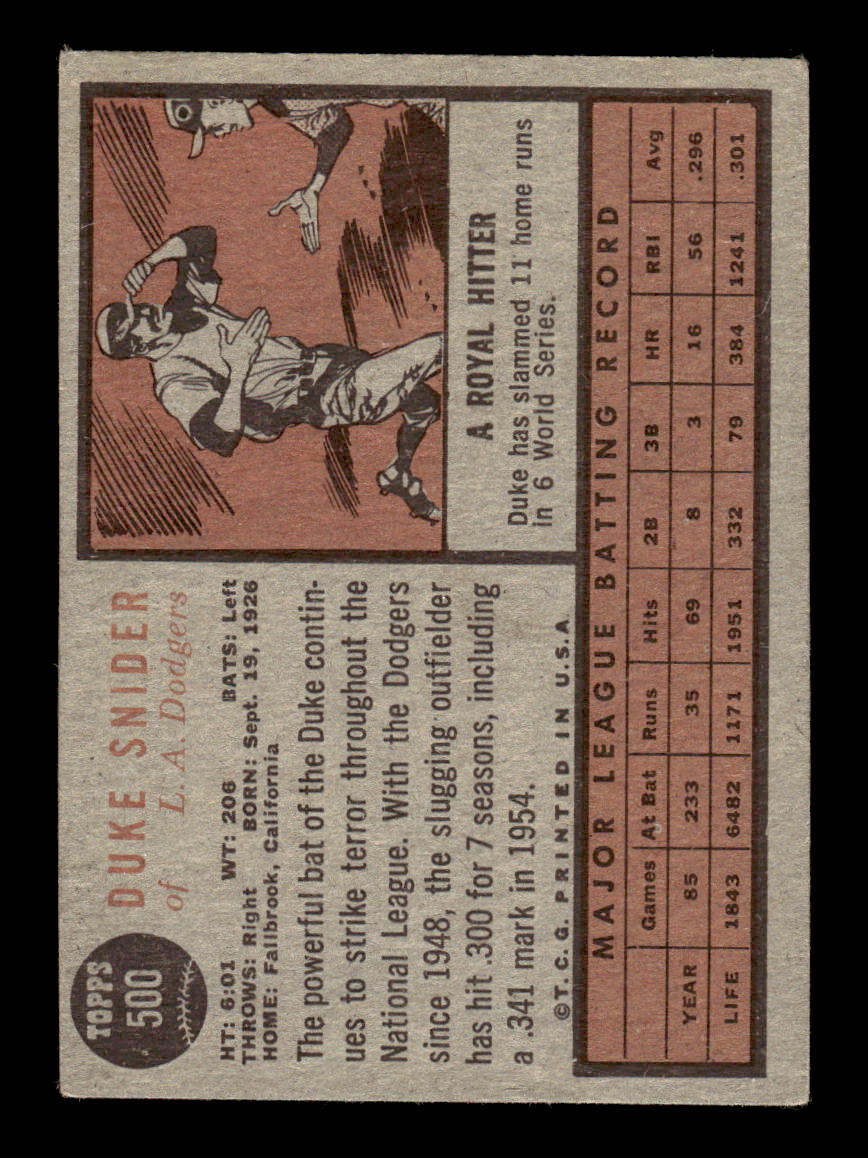 TOPPS
500
DUKE SNIDER
of L. A. Dodgers
HT: 6:01 WT: 206 BATS: Left
THROWS: Right BORN: Sept. 19, 1926
HOME: Fallbrook, California
The powerful bat of the Duke contin-
ues to strike terror throughout the
National League. With the Dodgers
since 1948, the slugging outfielder
has hit .300 for 7 seasons, including
a .341 mark in 1954.
©T.C.G. PRINTED IN U.S.A.
A ROYAL HITTER
Duke has slammed 11 home runs
in 6 World Series.
MAJOR LEAGUE BATTING RECORD
Games At Bat Runs Hits 2B 3B HR RBI Avg
YEAR 85 233 35 69 8 3 16 56 .296
LIFE 1843 6482 1171 1951 332 79 384 1241 .301